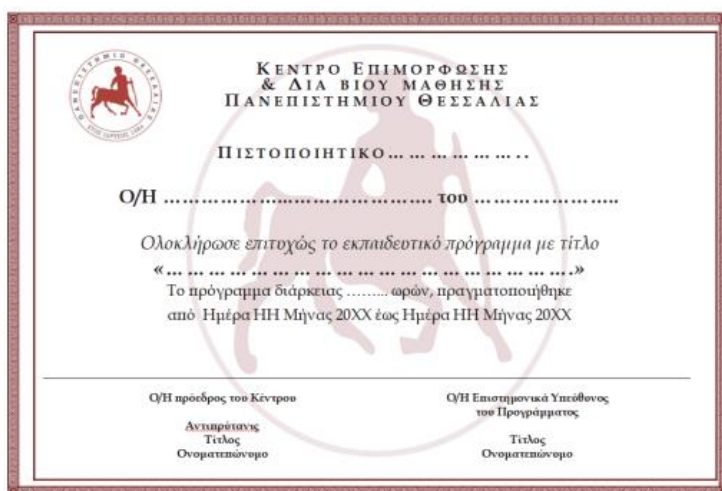 ΠΑΝΕΠΙΣΤΗΜΙΟ ΘΕΣΣΑΛΙΑΣ
ΚΕΝΤΡΟ ΕΠΙΜΟΡΦΩΣΗΣ
& ΔΙΑ ΒΙΟΥ ΜΑΘΗΣΗΣ
ΠΑΝΕΠΙΣΤΗΜΙΟΥ ΘΕΣΣΑΛΙΑΣ
ΠΙΣΤΟΠΟΙΗΤΙΚΟ… … … … … … . .
Ο/Η ……………………………………… του …………………..
Ολοκλήρωσε επιτυχώς το εκπαιδευτικό πρόγραμμα με τίτλο
«… … … … … … … … … … … … … … … … … … ….»
Το πρόγραμμα διάρκειας ……... ωρών, πραγματοποιήθηκε
από Ημέρα ΗΗ Μήνας 20ΧΧ έως Ημέρα ΗΗ Μήνας 20ΧΧ
Ο/Η πρόεδρος του Κέντρου
Αντιπρύτανις
Τίτλος
Ονοματεπώνυμο
Ο/Η Επιστημονικά Υπεύθυνος
του Προγράμματος
Τίτλος
Ονοματεπώνυμο